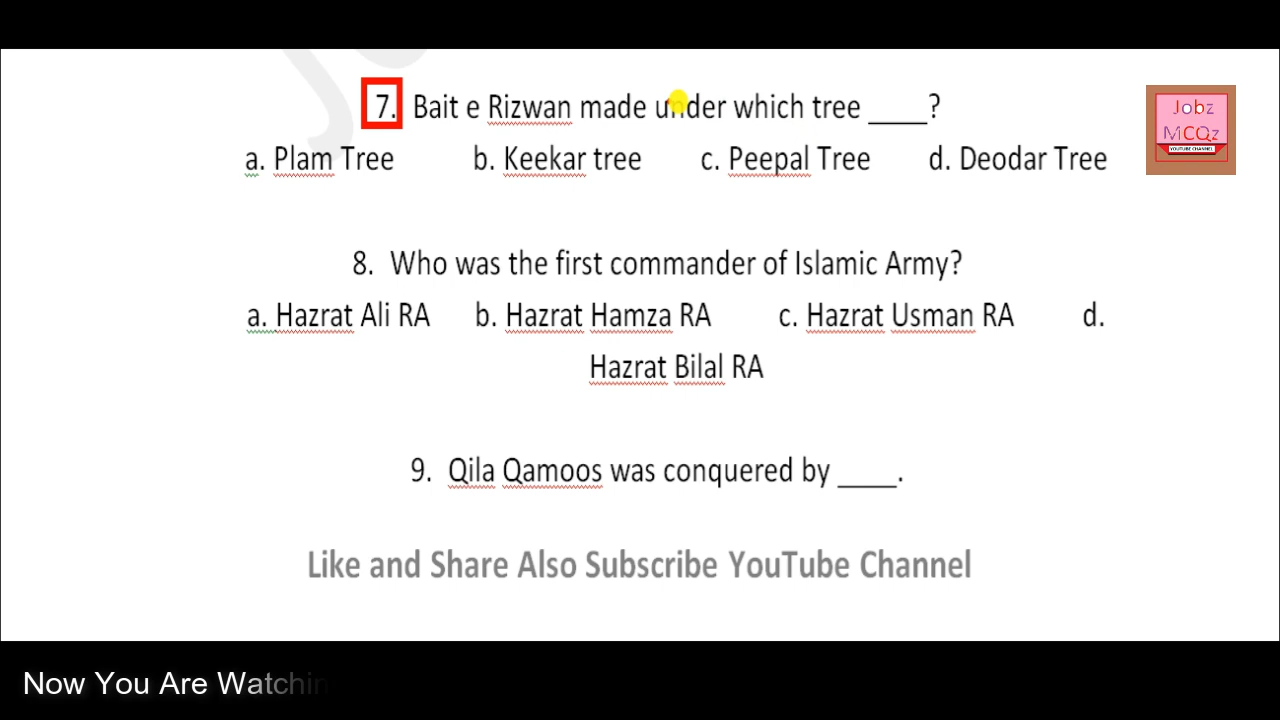 7. Bait e Rizwan made under which tree ____?
a. Plam Tree b. Keekar tree c. Peepal Tree d. Deodar Tree
Jobz
MCQz
YOUTUBE CHANNEL
8. Who was the first commander of Islamic Army?
a. Hazrat Ali RA b. Hazrat Hamza RA c. Hazrat Usman RA d.
Hazrat Bilal RA
9. Qila Qamoos was conquered by ____.
Like and Share Also Subscribe YouTube Channel
Now You Are Watchin